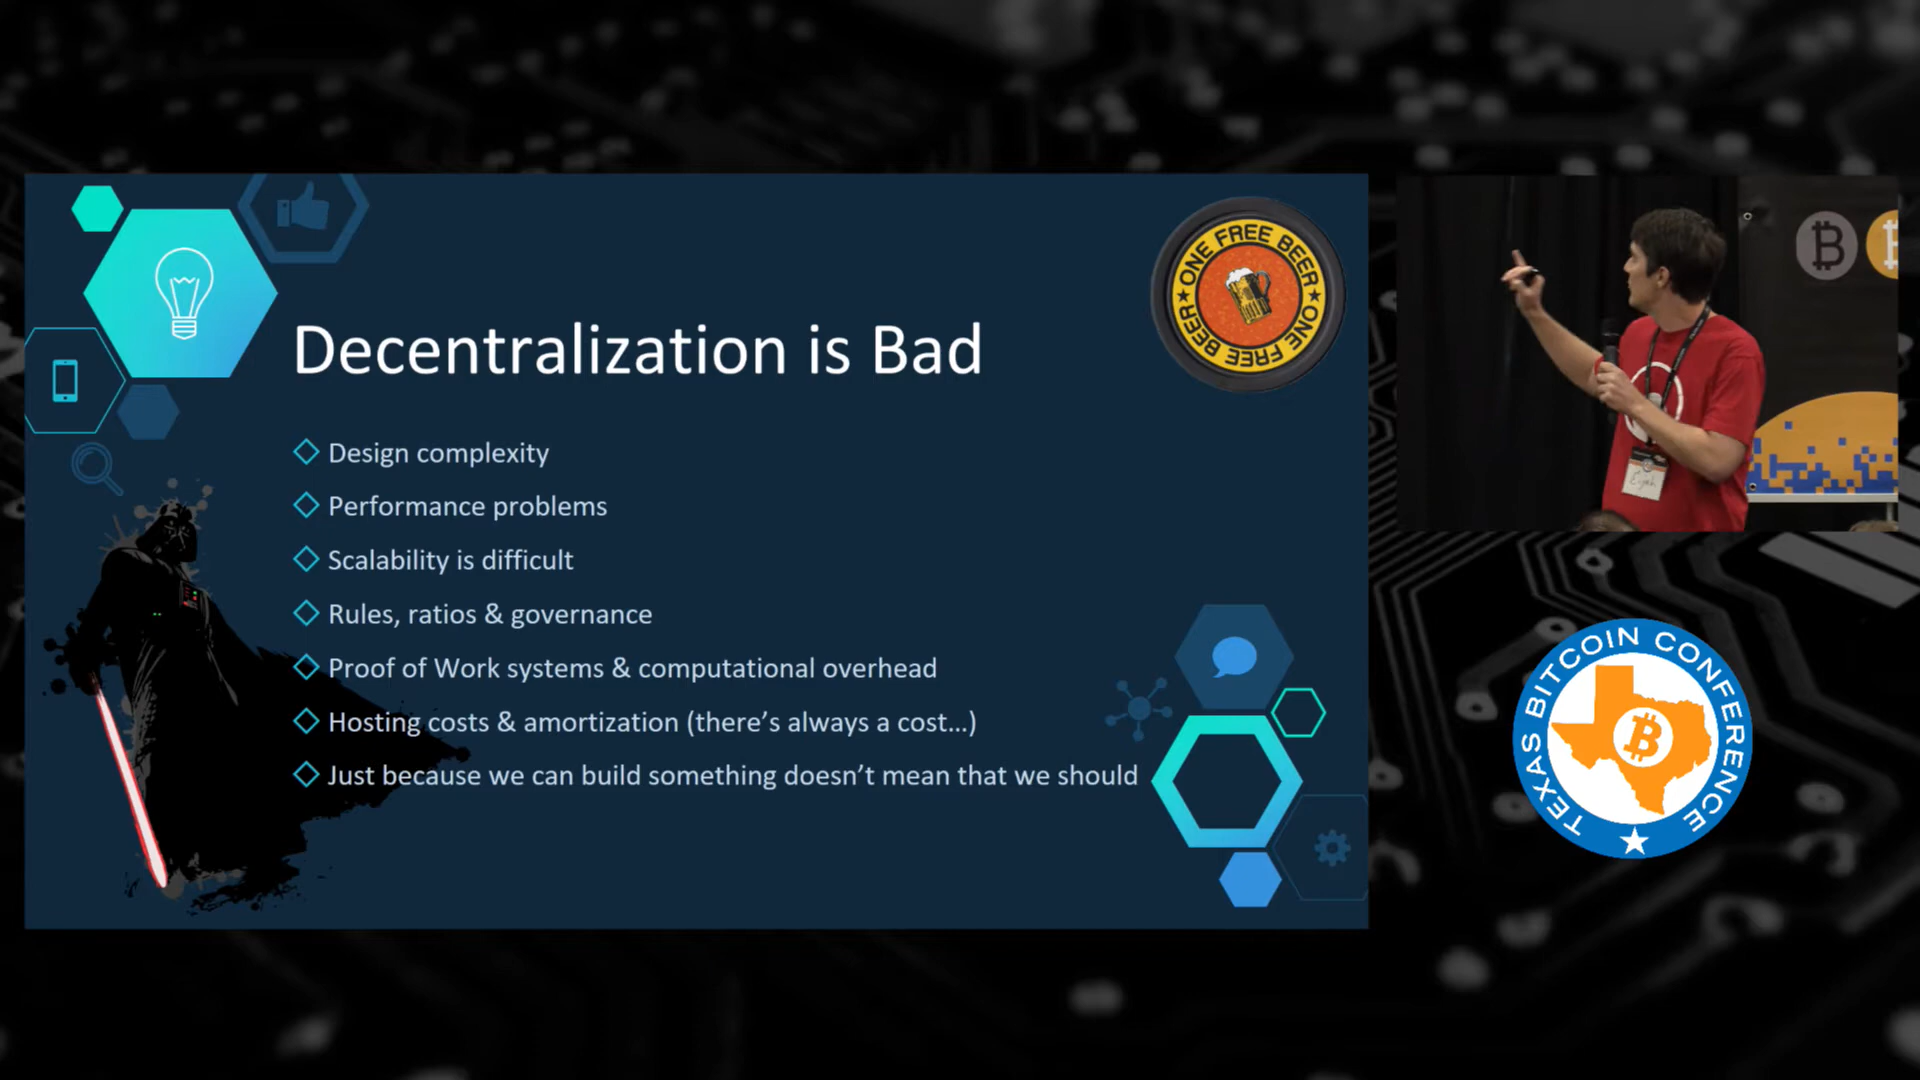 Decentralization is Bad
ONE FREE BEER ★ ONE FREE BEER ★
Design complexity
Performance problems
Scalability is difficult
Rules, ratios & governance
Proof of Work systems & computational overhead
Hosting costs & amortization (there’s always a cost...)
Just because we can build something doesn’t mean that we should
Elijah
TEXAS BITCOIN CONFERENCE